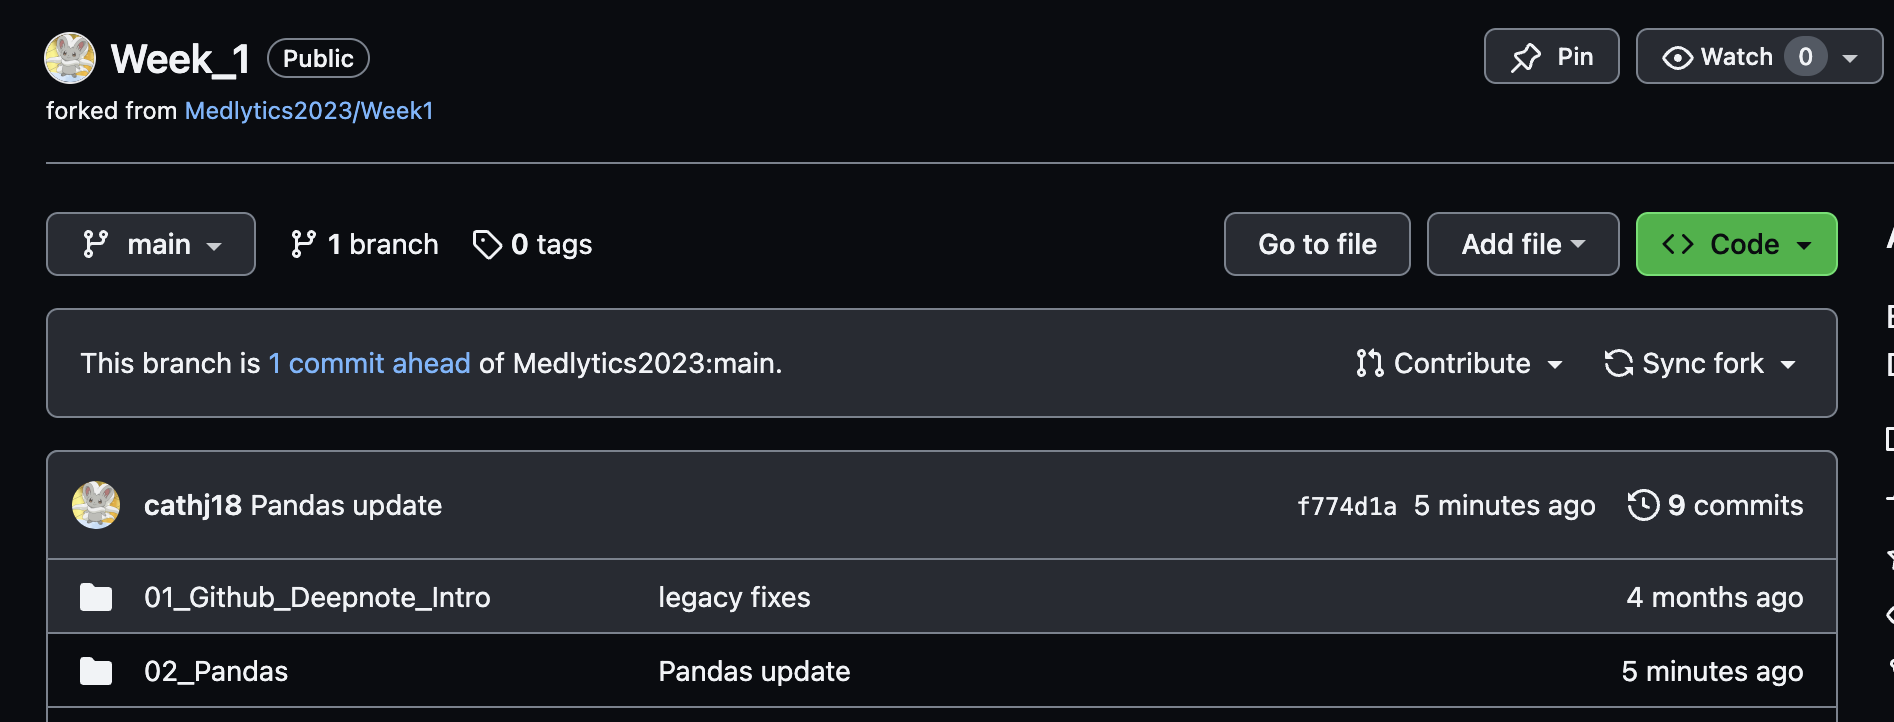 Week_1 Public Pin Watch 0
forked from Medlytics2023/Week1
main 1 branch 0 tags Go to file Add file <> Code
This branch is 1 commit ahead of Medlytics2023:main. Contribute Sync fork
cathj18 Pandas update f774d1a 5 minutes ago 9 commits
01_Github_Deepnote_Intro legacy fixes 4 months ago
02_Pandas Pandas update 5 minutes ago